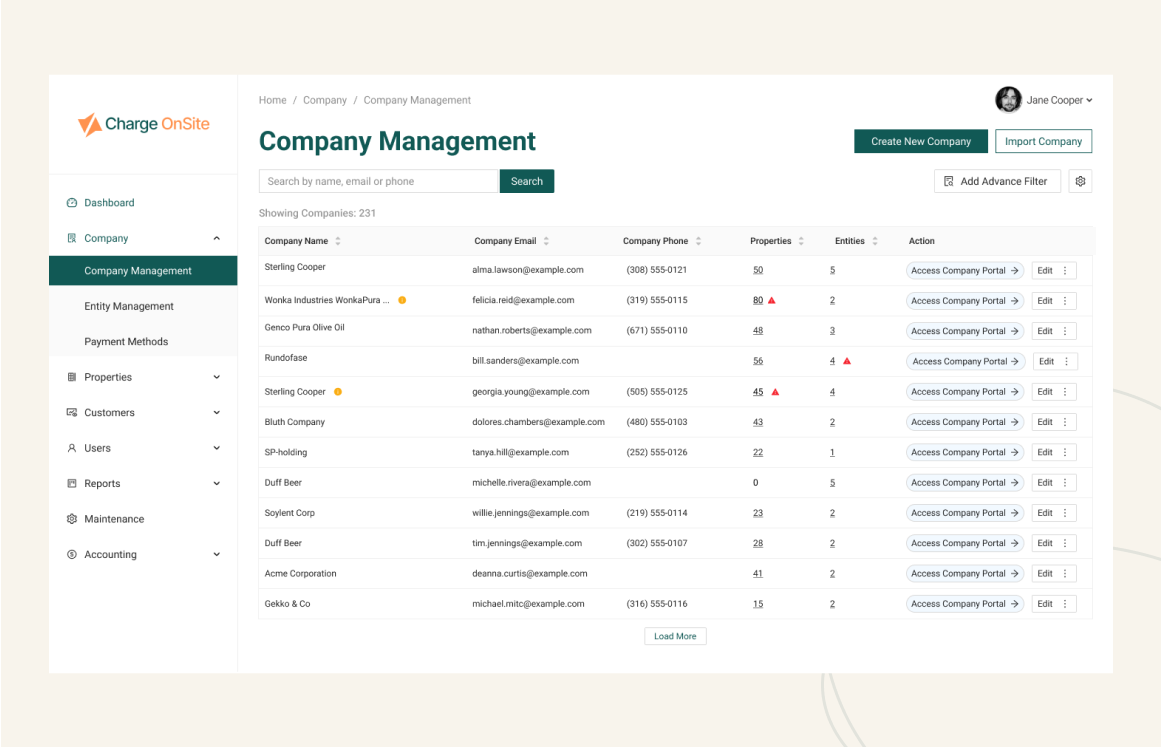 Charge OnSite
Home / Company / Company Management
Jane Cooper
Company Management
Create New Company
Import Company
Search by name, email or phone
Search
Add Advance Filter
Showing Companies: 231
Dashboard
Company
Company Management
Entity Management
Payment Methods
Properties
Customers
Users
Reports
Maintenance
Accounting
Company Name Company Email Company Phone Properties Entities Action
Sterling Cooper alma.lawson@example.com (308) 555-0121 50 5 Access Company Portal → Edit
Wonka Industries WonkaPura ... felicia.reid@example.com (319) 555-0115 80 2 Access Company Portal → Edit
Genco Pura Olive Oil nathan.roberts@example.com (671) 555-0110 48 3 Access Company Portal → Edit
Rundofase bill.sanders@example.com 56 4 Access Company Portal → Edit
Sterling Cooper georgia.young@example.com (505) 555-0125 45 4 Access Company Portal → Edit
Bluth Company dolores.chambers@example.com (480) 555-0103 43 2 Access Company Portal → Edit
SP-holding tanya.hill@example.com (252) 555-0126 22 1 Access Company Portal → Edit
Duff Beer michelle.rivera@example.com 0 5 Access Company Portal → Edit
Soylent Corp willie.jennings@example.com (219) 555-0114 23 2 Access Company Portal → Edit
Duff Beer tim.jennings@example.com (302) 555-0107 28 2 Access Company Portal → Edit
Acme Corporation deanna.curtis@example.com 41 2 Access Company Portal → Edit
Gekko & Co michael.mitc@example.com (316) 555-0116 15 2 Access Company Portal → Edit
Load More